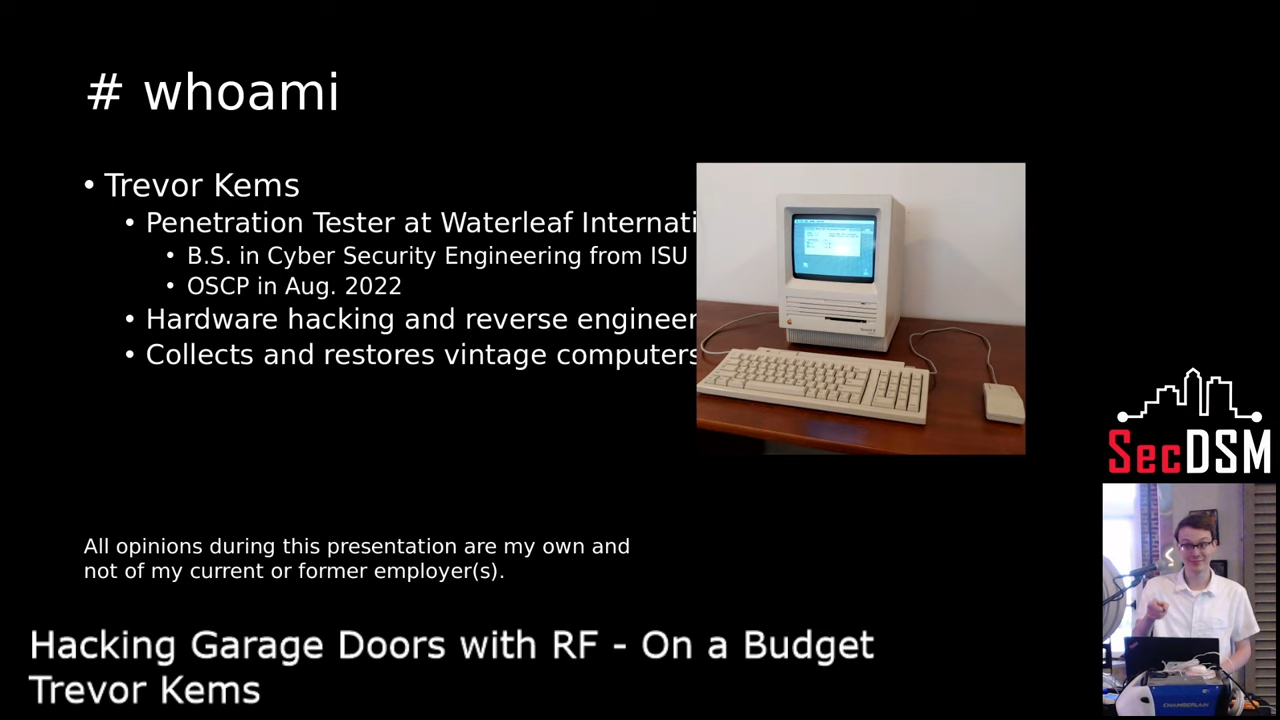 # whoami
• Trevor Kems
• Penetration Tester at Waterleaf Internati
• B.S. in Cyber Security Engineering from ISU
• OSCP in Aug. 2022
• Hardware hacking and reverse engineer
• Collects and restores vintage computers
All opinions during this presentation are my own and
not of my current or former employer(s).
SecDSM
CHAMBERLAIN
Hacking Garage Doors with RF - On a Budget
Trevor Kems